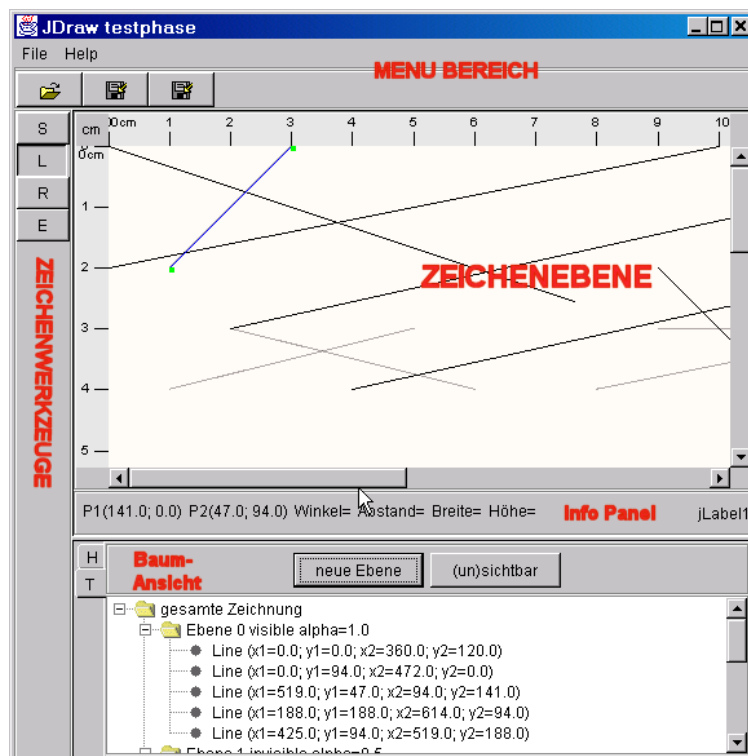 JDraw testphase
File Help
MENU BEREICH
S
L
R
E
ZEICHENWERKZEUGE
cm
0cm 1 2 3 4 5 6 7 8 9 10
0cm
1
2
3
4
5
ZEICHENEBENE
P1(141.0; 0.0) P2(47.0; 94.0) Winkel= Abstand= Breite= Höhe= Info Panel jLabel1
H
T
Baum-
Ansicht
neue Ebene (un)sichtbar
gesamte Zeichnung
Ebene 0 visible alpha=1.0
Line (x1=0.0; y1=0.0; x2=360.0; y2=120.0)
Line (x1=0.0; y1=94.0; x2=472.0; y2=0.0)
Line (x1=519.0; y1=47.0; x2=94.0; y2=141.0)
Line (x1=188.0; y1=188.0; x2=614.0; y2=94.0)
Line (x1=425.0; y1=94.0; x2=519.0; y2=188.0)
Ebene 1 invisible alpha=0.5